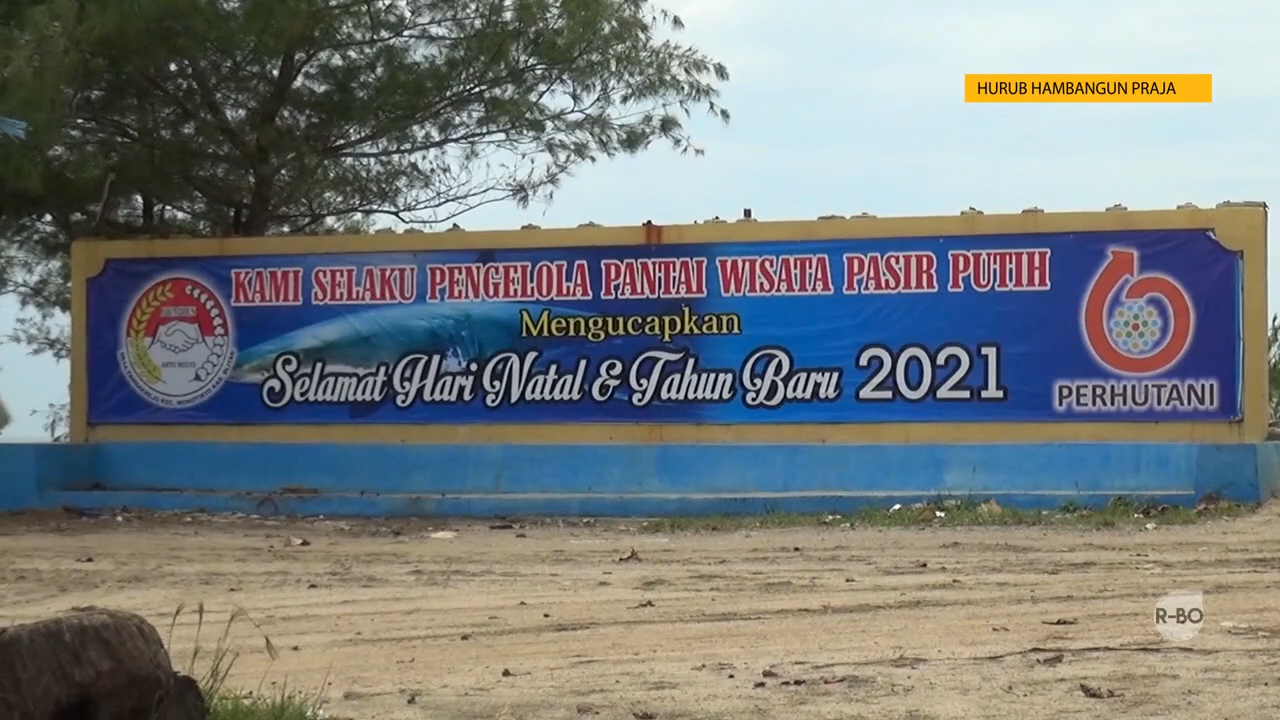 HURUB HAMBANGUN PRAJA
KAMI SELAKU PENGELOLA PANTAI WISATA PASIR PUTIH
Mengucapkan
Selamat Hari Natal & Tahun Baru 2021
PERHUTANI
R-BO